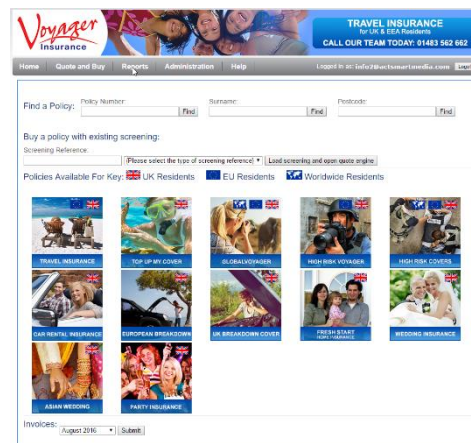 Voyager
Insurance
TRAVEL INSURANCE
for UK & EEA Residents
CALL OUR TEAM TODAY: 01483 562 662
Home Quote and Buy Reports Administration Help Logged in as: info2@actsmartmedia.com
Find a Policy: Policy Number: Find Surname: Find Postcode: Find
Buy a policy with existing screening:
Screening Reference:
(Please select the type of screening reference) Load screening and open quote engine
Policies Available For Key: UK Residents EU Residents Worldwide Residents
TRAVEL INSURANCE TOP UP MY COVER GLOBALVOYAGER HIGH RISK VOYAGER HIGH RISK COVERS
CAR RENTAL INSURANCE EUROPEAN BREAKDOWN UK BREAKDOWN COVER FRESH START HOME INSURANCE WEDDING INSURANCE
ASIAN WEDDING PARTY INSURANCE
Invoices: August 2016 Submit